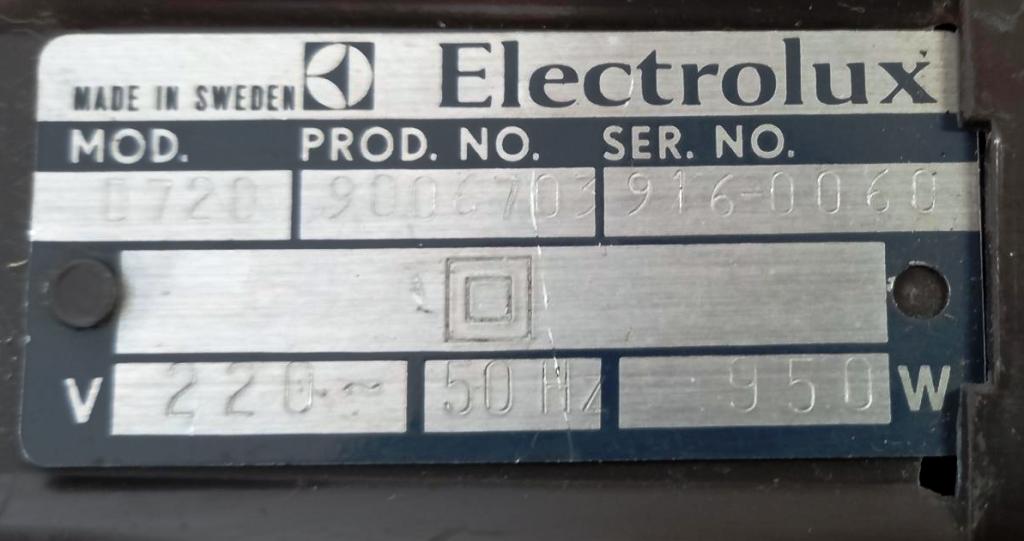 MADE IN SWEDEN Electrolux
MOD. PROD. NO. SER. NO.
D720 9006703 916-0060
V 220~ 50 Hz 950 W